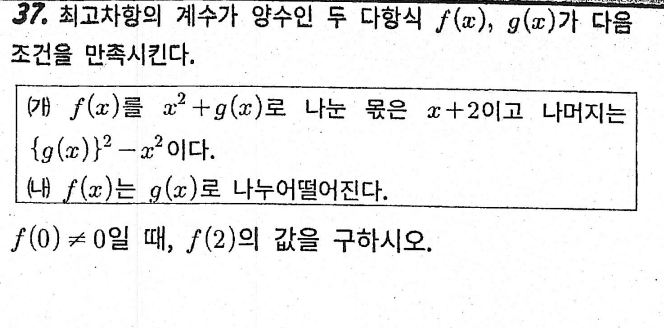 37. 최고차항의 계수가 양수인 두 다항식 f(x), g(x)가 다음
조건을 만족시킨다.
㈎ f(x)를 x²+g(x)로 나눈 몫은 x+2이고 나머지는
{g(x)}²-x²이다.
㈏ f(x)는 g(x)로 나누어떨어진다.
f(0)≠0일 때, f(2)의 값을 구하시오.